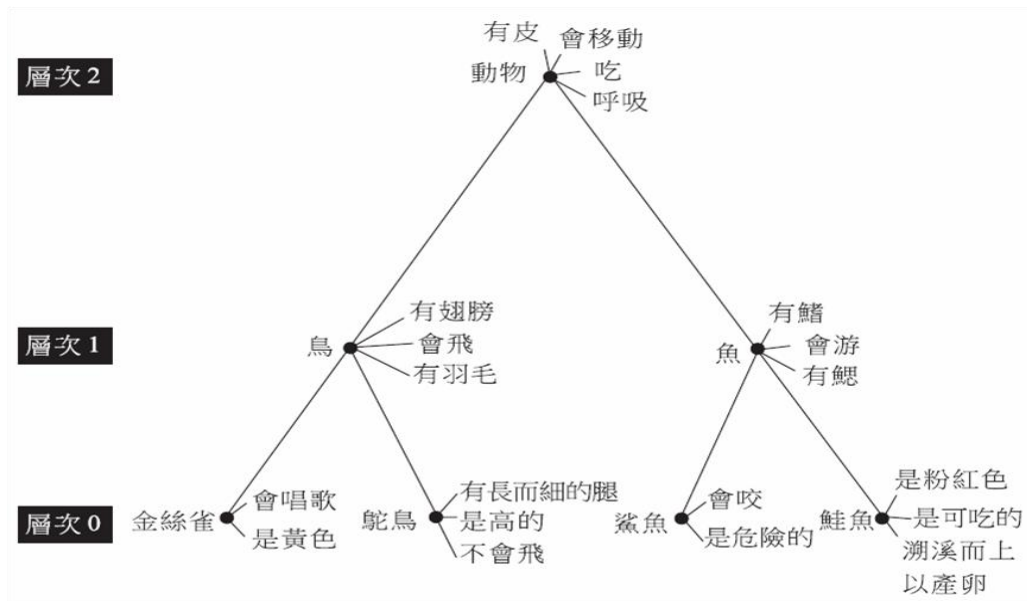 有皮
會移動
層次2
動物
吃
呼吸
有翅膀
有鰭
層次1
鳥
會飛
魚
會游
有羽毛
有鰓
是粉紅色
有長而細的腿
會唱歌
會咬
層次0
金絲雀
鴕鳥
是高的
鯊魚
鮭魚
是可吃的
是黃色
不會飛
是危險的
溯溪而上
以產卵